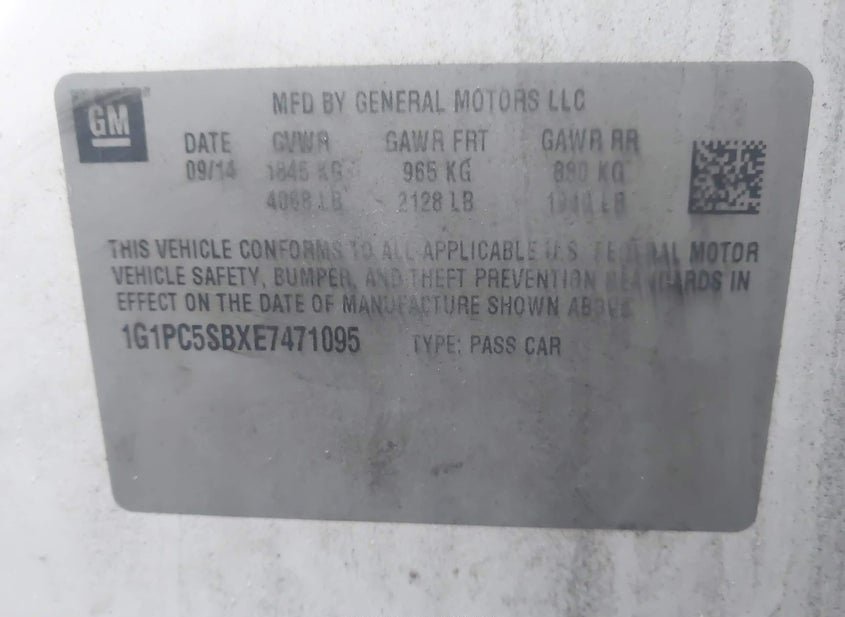 GM
MFD BY GENERAL MOTORS LLC
DATE GVWR GAWR FRT GAWR RR
09/14 1845 KG 965 KG 880 KG
4068 LB 2128 LB LB
THIS VEHICLE CONFORMS TO ALL APPLICABLE U.S. FEDERAL MOTOR
VEHICLE SAFETY, BUMPER, AND THEFT PREVENTION STANDARDS IN
EFFECT ON THE DATE OF MANUFACTURE SHOWN ABOVE
1G1PC5SBXE7471095 TYPE: PASS CAR